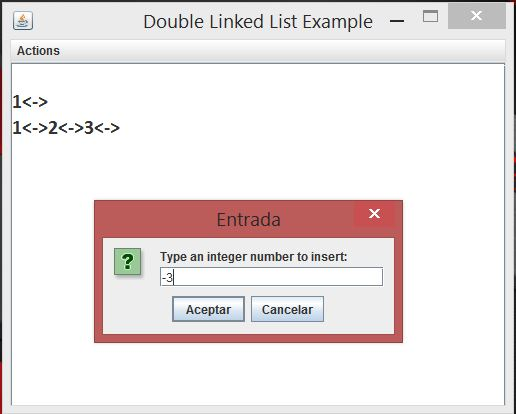 Double Linked List Example
Actions
1<->
1<->2<->3<->
Entrada
?
Type an integer number to insert:
-3
Aceptar Cancelar